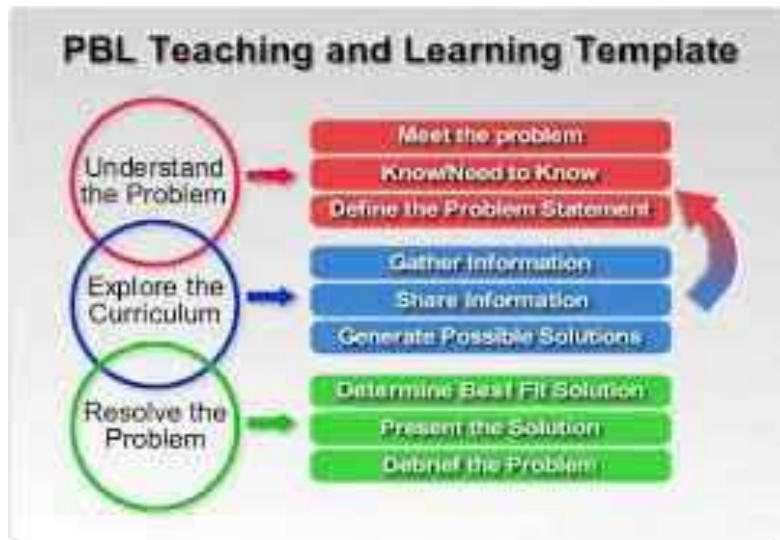 PBL Teaching and Learning Template
Understand
the Problem
Meet the problem
Know/Need to Know
Define the Problem Statement
Explore the
Curriculum
Gather Information
Share Information
Generate Possible Solutions
Resolve the
Problem
Determine Best Fit Solution
Present the Solution
Debrief the Problem